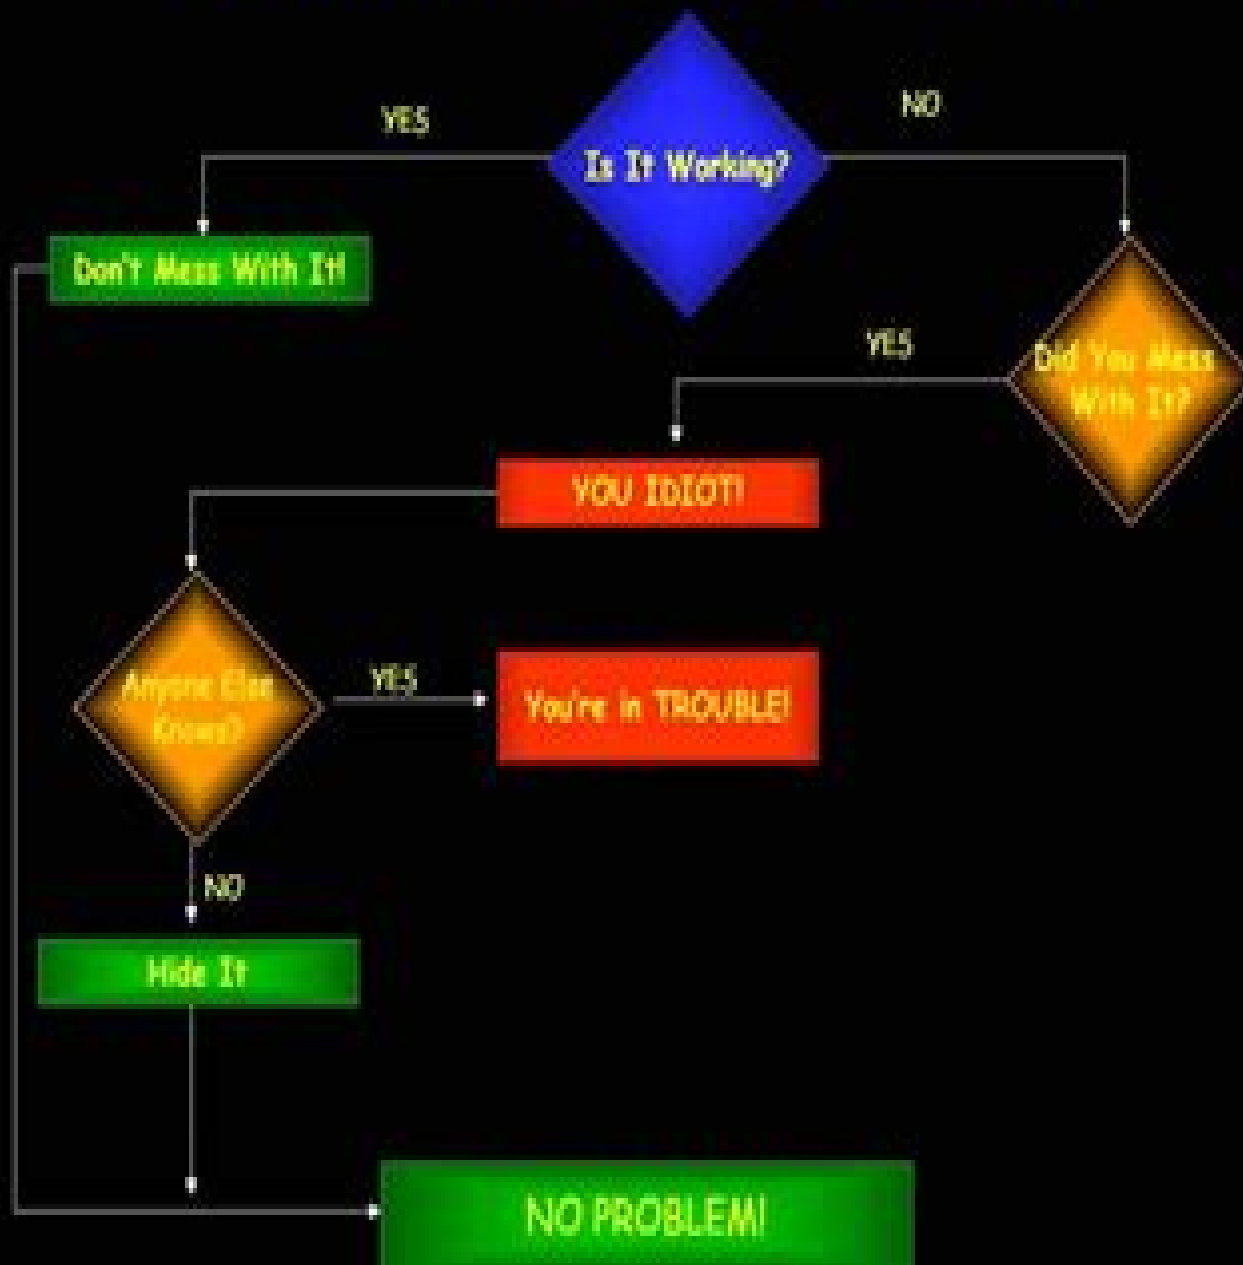 YES
NO
Is It Working?
Don't Mess With It!
YES
Did You Mess
With It?
YOU IDIOT!
Anyone Else
Knows?
YES
You're in TROUBLE!
NO
Hide It
NO PROBLEM!